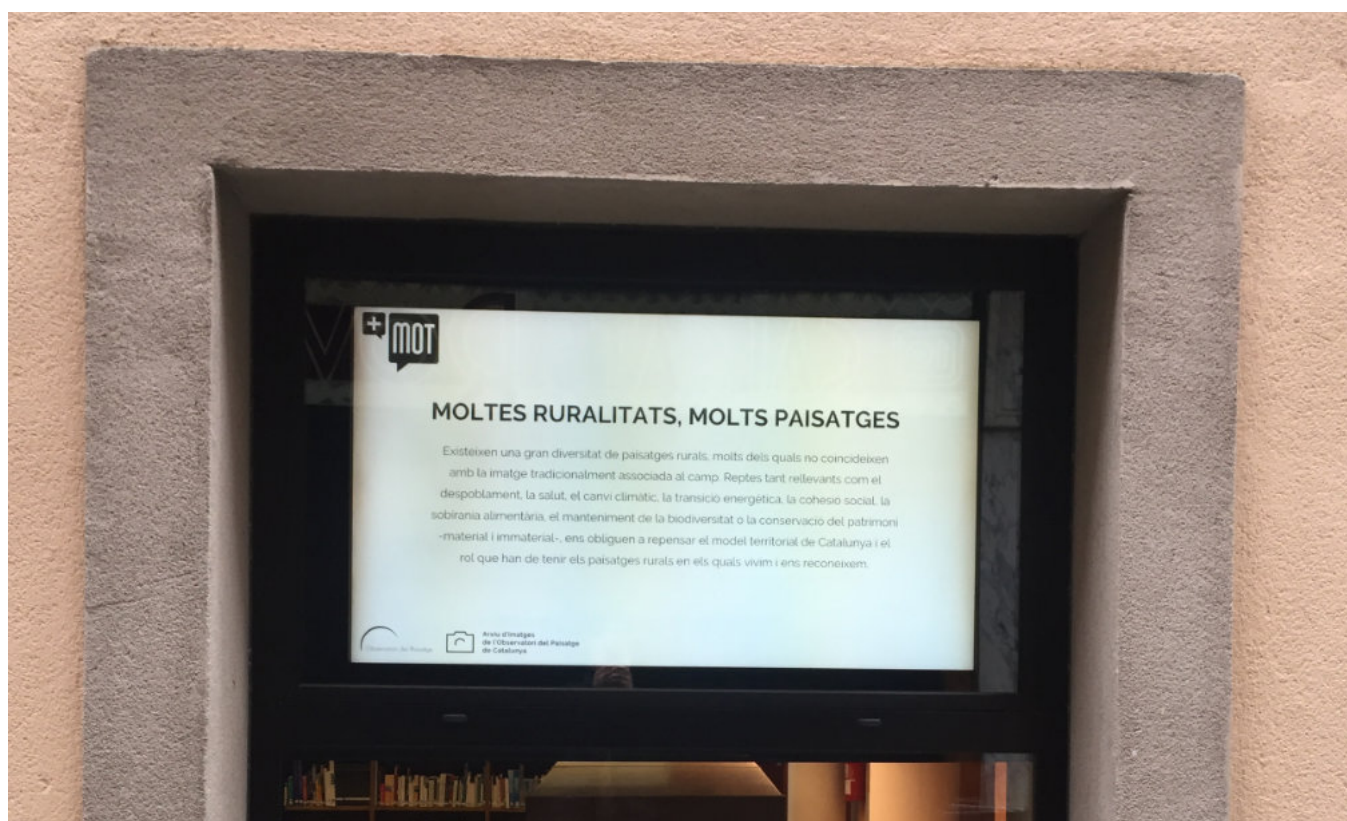 +
MOT
MOLTES RURALITATS, MOLTS PAISATGES
Existeixen una gran diversitat de paisatges rurals, molts dels quals no coincideixen
amb la imatge tradicionalment associada al camp. Reptes tant rellevants com el
despoblament, la salut, el canvi climàtic, la transició energètica, la cohesió social, la
sobirania alimentària, el manteniment de la biodiversitat o la conservació del patrimoni
-material i immaterial-, ens obliguen a repensar el model territorial de Catalunya i el
rol que han de tenir els paisatges rurals en els quals vivim i ens reconeixem.
Observatori del Paisatge
Arxiu d'Imatges
de l'Observatori del Paisatge
de Catalunya